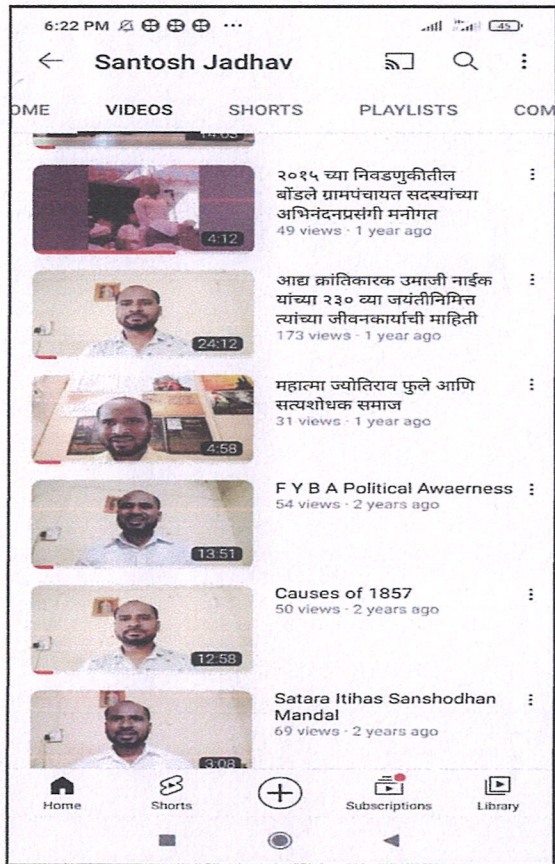 6:22 PM ... 45
Santosh Jadhav
OME VIDEOS SHORTS PLAYLISTS COM
14:03
२०१५ च्या निवडणुकीतील
बोंडले ग्रामपंचायत सदस्यांच्या
अभिनंदनप्रसंगी मनोगत
49 views · 1 year ago
4:12
आद्य क्रांतिकारक उमाजी नाईक
यांच्या २३० व्या जयंतीनिमित्त
त्यांच्या जीवनकार्याची माहिती
173 views · 1 year ago
24:12
महात्मा ज्योतिराव फुले आणि
सत्यशोधक समाज
31 views · 1 year ago
4:58
F Y B A Political Awaerness
54 views · 2 years ago
13:51
Causes of 1857
50 views · 2 years ago
12:58
Satara Itihas Sanshodhan
Mandal
69 views · 2 years ago
3:08
Home Shorts Subscriptions Library